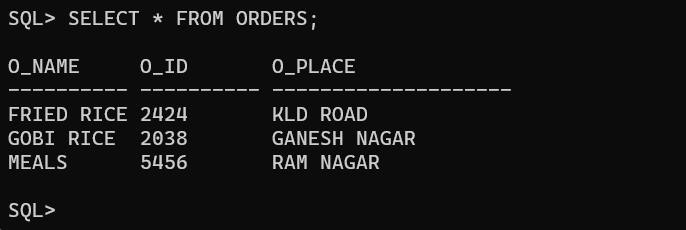 SQL> SELECT * FROM ORDERS;
O_NAME     O_ID       O_PLACE
---------- ---------- --------------------
FRIED RICE 2424       KLD ROAD
GOBI RICE  2038       GANESH NAGAR
MEALS      5456       RAM NAGAR
SQL>